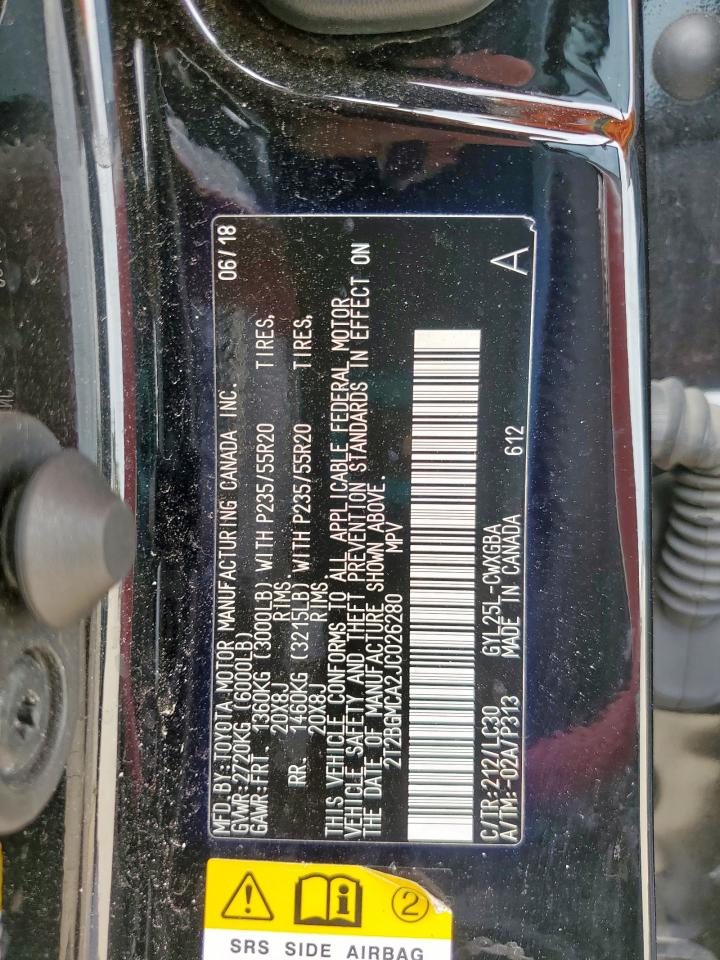 MFD.BY:TOYOTA MOTOR MANUFACTURING CANADA INC. 06/18
GVWR:2720KG (6000LB)
GAWR:FRT. 1360KG (3000LB) WITH P235/55R20 TIRES,
20X8J RIMS.
RR. 1460KG (3215LB) WITH P235/55R20 TIRES,
20X8J RIMS
THIS VEHICLE CONFORMS TO ALL APPLICABLE FEDERAL MOTOR
VEHICLE SAFETY AND THEFT PREVENTION STANDARDS IN EFFECT ON
THE DATE OF MANUFACTURE SHOWN ABOVE.
2T2BGMCA2JC026280 MPV
C/TR:212/LC30 GYL25L-CWXGBA 612 A
A/TM:-02A/P313 MADE IN CANADA
2
SRS SIDE AIRBAG